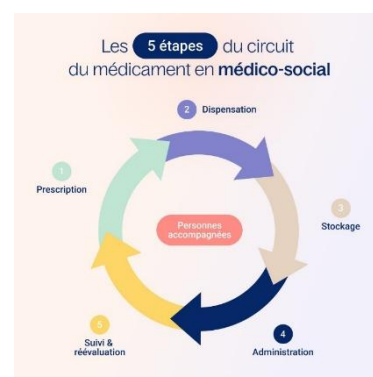 Les 5 étapes du circuit
du médicament en médico-social
2 Dispensation
1
Prescription
Personnes
accompagnées
3
Stockage
5
Suivi &
réévaluation
4
Administration